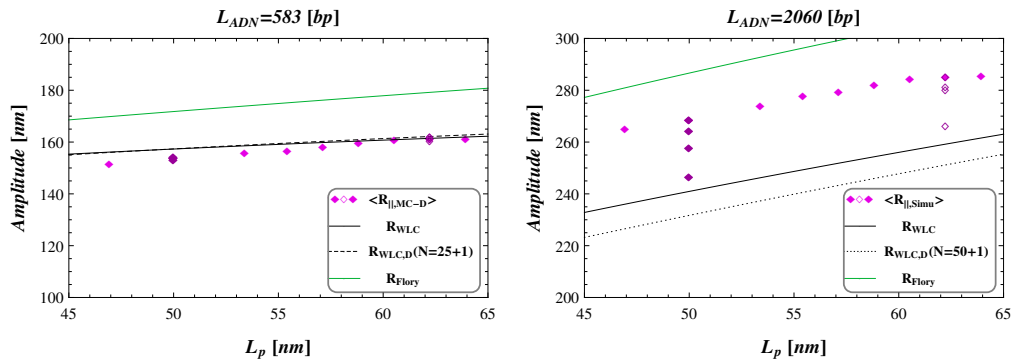 L_ADN=583 [bp]
Amplitude [nm]
200
180
160
140
120
100
45 50 55 60 65
L_p [nm]
<R_||,MC-D>
R_WLC
R_WLC,D(N=25+1)
R_Flory
L_ADN=2060 [bp]
Amplitude [nm]
300
280
260
240
220
200
45 50 55 60 65
L_p [nm]
<R_||,Simu>
R_WLC
R_WLC,D(N=50+1)
R_Flory